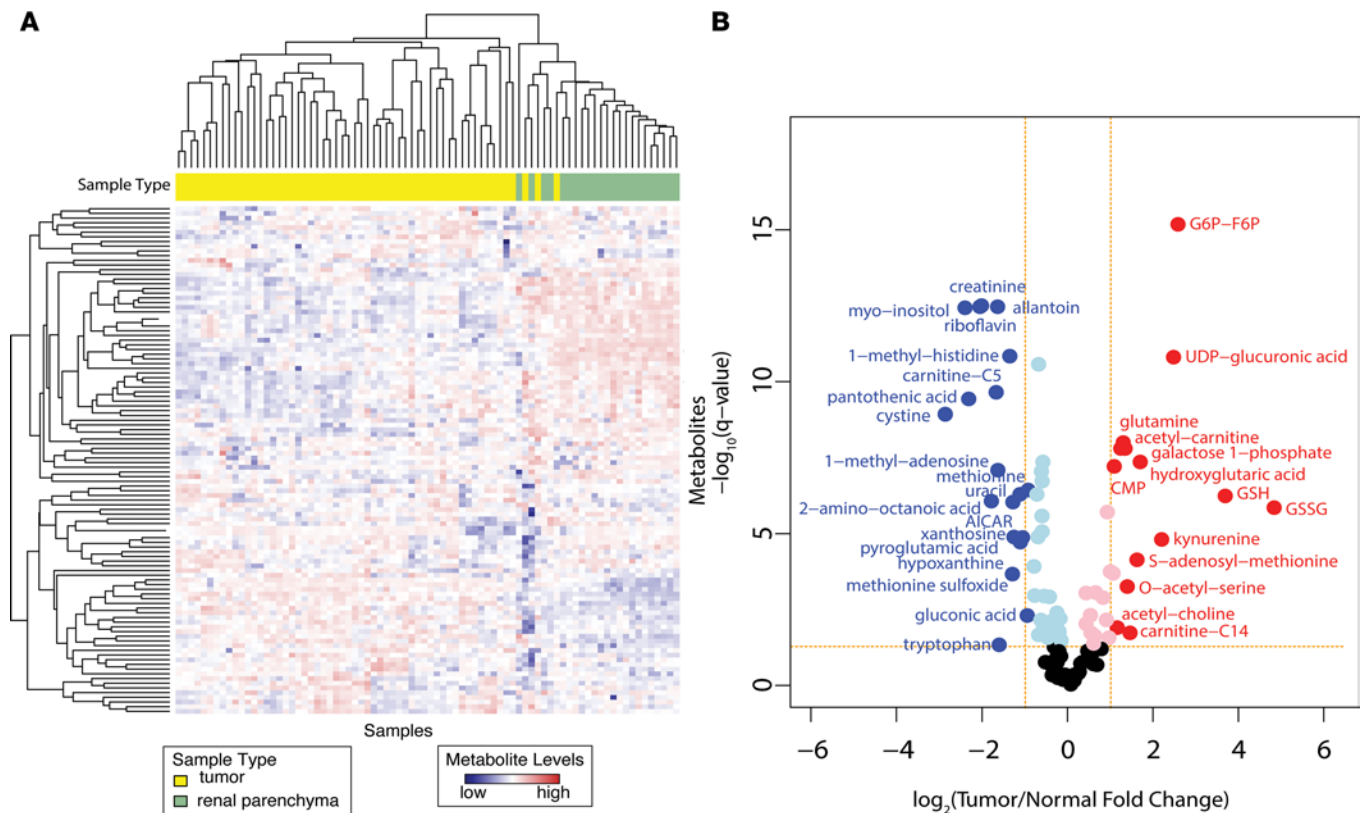 A
Sample Type
Metabolites
Samples
Sample Type
tumor
renal parenchyma
Metabolite Levels
low
high
B
−log10(q−value)
15
10
5
0
G6P−F6P
creatinine
myo−inositol
allantoin
riboflavin
1−methyl−histidine
UDP−glucuronic acid
carnitine−C5
pantothenic acid
cystine
glutamine
acetyl−carnitine
galactose 1−phosphate
1−methyl−adenosine
hydroxyglutaric acid
methionine
CMP
uracil
GSH
2−amino−octanoic acid
GSSG
AICAR
xanthosine
kynurenine
pyroglutamic acid
S−adenosyl−methionine
hypoxanthine
methionine sulfoxide
O−acetyl−serine
gluconic acid
acetyl−choline
carnitine−C14
tryptophan
−6
−4
−2
0
2
4
6
log2(Tumor/Normal Fold Change)